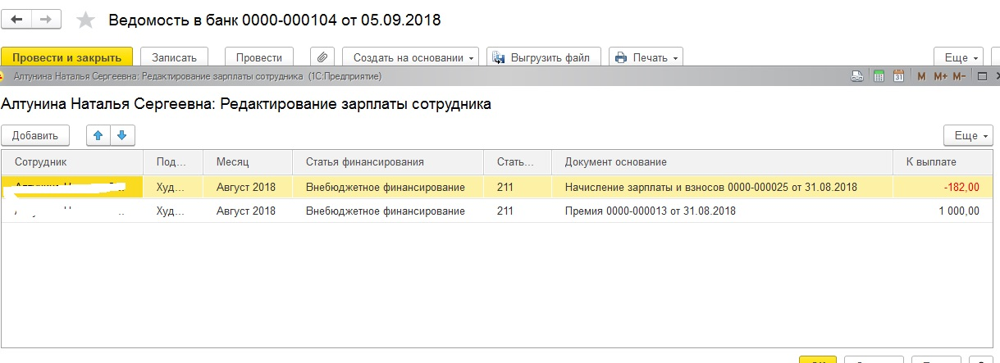 Ведомость в банк 0000-000104 от 05.09.2018
Провести и закрыть Записать Провести Создать на основании Выгрузить файл Печать Еще
Алтунина Наталья Сергеевна: Редактирование зарплаты сотрудника (1С:Предприятие) M M+ M-
Алтунина Наталья Сергеевна: Редактирование зарплаты сотрудника
Добавить Еще
Сотрудник Под... Месяц Статья финансирования Стать... Документ основание К выплате
Худ... Август 2018 Внебюджетное финансирование 211 Начисление зарплаты и взносов 0000-000025 от 31.08.2018 -182,00
Худ... Август 2018 Внебюджетное финансирование 211 Премия 0000-000013 от 31.08.2018 1 000,00